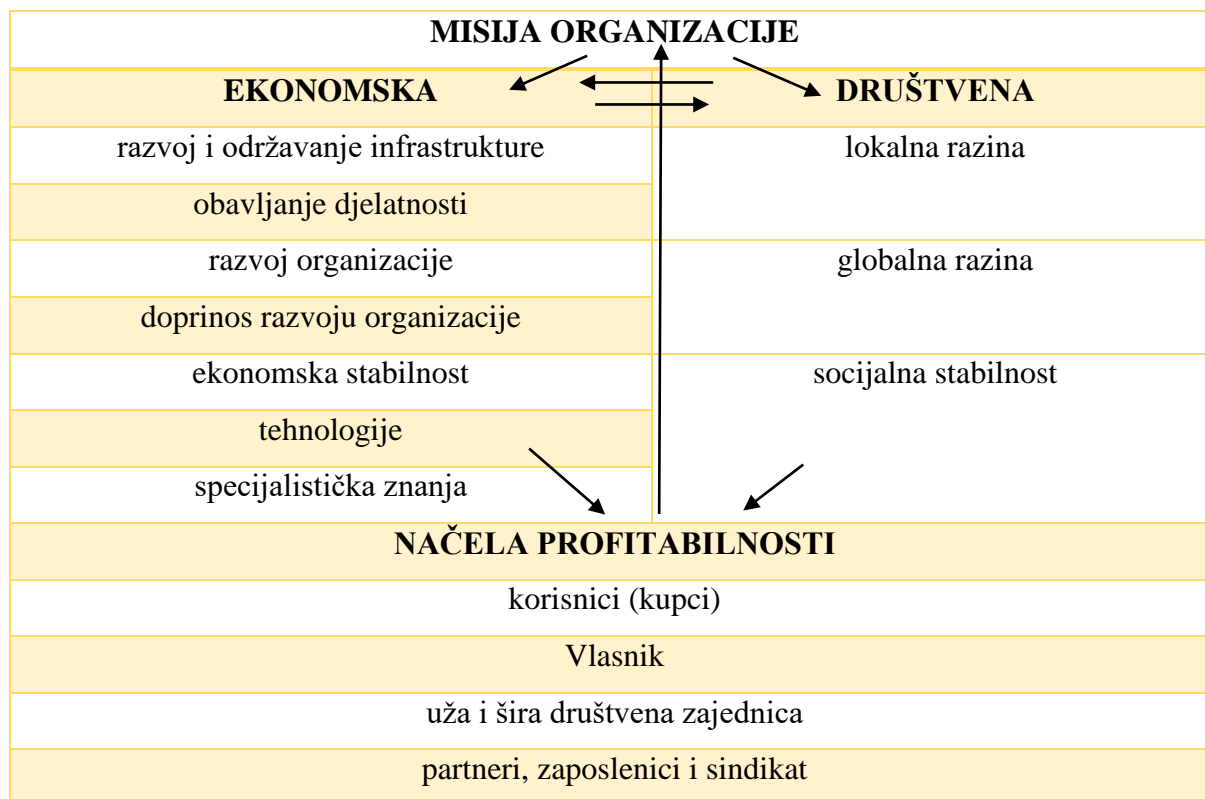 MISIJA ORGANIZACIJE
EKONOMSKA
DRUŠTVENA
razvoj i održavanje infrastrukture
lokalna razina
obavljanje djelatnosti
razvoj organizacije
globalna razina
doprinos razvoju organizacije
ekonomska stabilnost
socijalna stabilnost
tehnologije
specijalistička znanja
NAČELA PROFITABILNOSTI
korisnici (kupci)
Vlasnik
uža i šira društvena zajednica
partneri, zaposlenici i sindikat